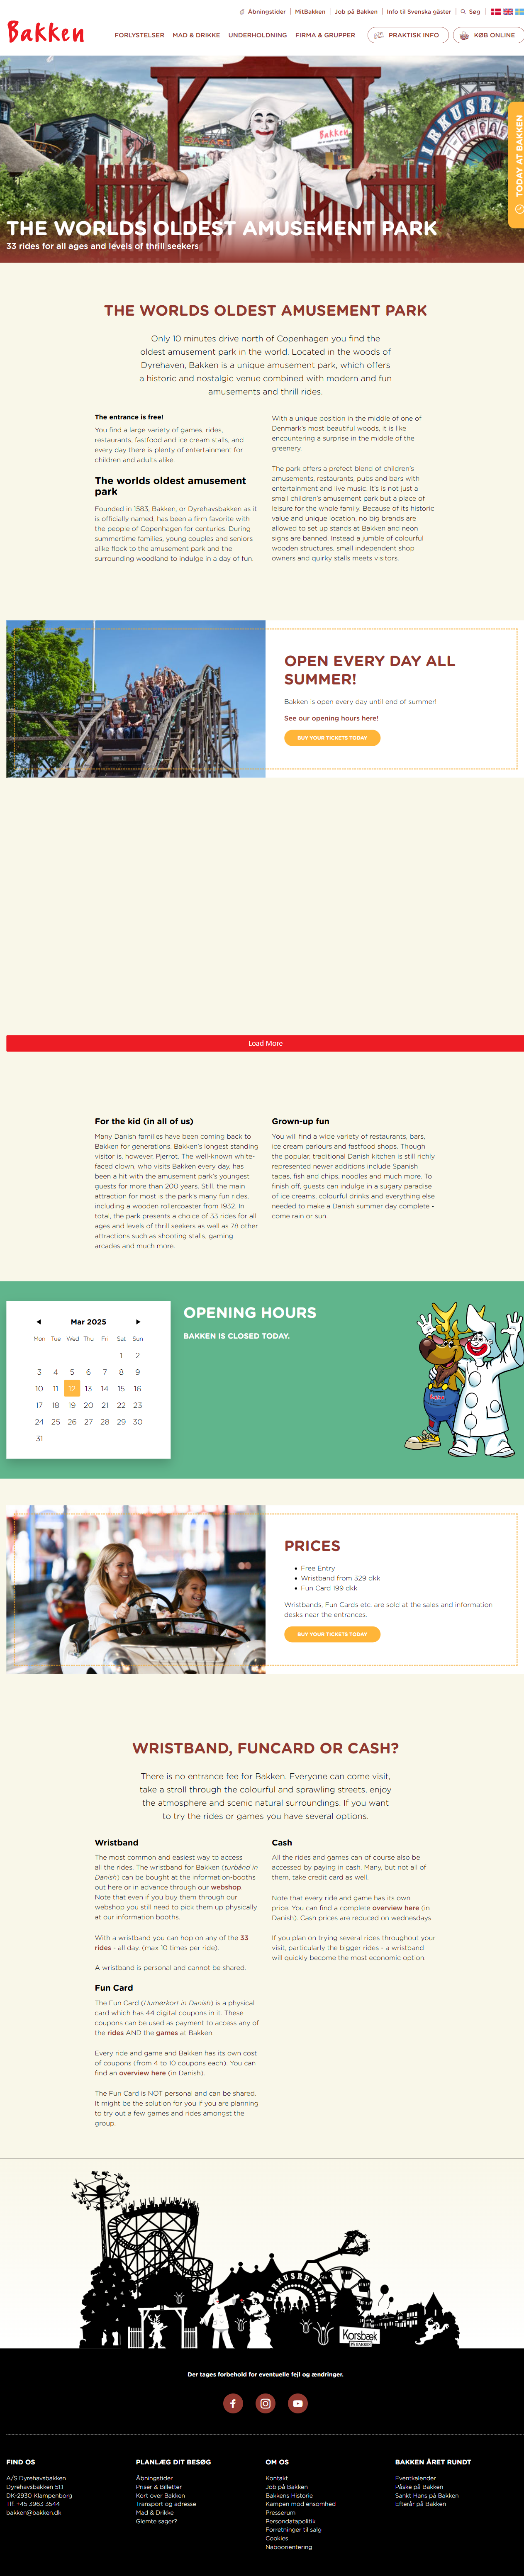 Åbningstider
MitBakken
Job på Bakken
Info til Svenska gäster
Søg
Bakken
FORLYSTELSER
MAD & DRIKKE
UNDERHOLDNING
FIRMA & GRUPPER
PRAKTISK INFO
KØB ONLINE
Bakken
TODAY AT BAKKEN
THE WORLDS OLDEST AMUSEMENT PARK
33 rides for all ages and levels of thrill seekers
THE WORLDS OLDEST AMUSEMENT PARK
Only 10 minutes drive north of Copenhagen you find the
oldest amusement park in the world. Located in the woods of
Dyrehaven, Bakken is a unique amusement park, which offers
a historic and nostalgic venue combined with modern and fun
amusements and thrill rides.
The entrance is free!
You find a large variety of games, rides,
restaurants, fastfood and ice cream stalls, and
every day there is plenty of entertainment for
children and adults alike.
The worlds oldest amusement
park
Founded in 1583, Bakken, or Dyrehavsbakken as it
is officially named, has been a firm favorite with
the people of Copenhagen for centuries. During
summertime families, young couples and seniors
alike flock to the amusement park and the
surrounding woodland to indulge in a day of fun.
With a unique position in the middle of one of
Denmark's most beautiful woods, it is like
encountering a surprise in the middle of the
greenery.
The park offers a prefect blend of children's
amusements, restaurants, pubs and bars with
entertainment and live music. It's is not just a
small children's amusement park but a place of
leisure for the whole family. Because of its historic
value and unique location, no big brands are
allowed to set up stands at Bakken and neon
signs are banned. Instead a jumble of colourful
wooden structures, small independent shop
owners and quirky stalls meets visitors.
OPEN EVERY DAY ALL
SUMMER!
Bakken is open every day until end of summer!
See our opening hours here!
BUY YOUR TICKETS TODAY
Load More
For the kid (in all of us)
Many Danish families have been coming back to
Bakken for generations. Bakken's longest standing
visitor is, however, Pjerrot. The well-known white-
faced clown, who visits Bakken every day, has
been a hit with the amusement park's youngest
guests for more than 200 years. Still, the main
attraction for most is the park's many fun rides,
including a wooden rollercoaster from 1932. In
total, the park presents a choice of 33 rides for all
ages and levels of thrill seekers as well as 78 other
attractions such as shooting stalls, gaming
arcades and much more.
Grown-up fun
You will find a wide variety of restaurants, bars,
ice cream parlours and fastfood shops. Though
the popular, traditional Danish kitchen is still richly
represented newer additions include Spanish
tapas, fish and chips, noodles and much more. To
finish off, guests can indulge in a sugary paradise
of ice creams, colourful drinks and everything else
needed to make a Danish summer day complete -
come rain or sun.
Mar 2025
Mon Tue Wed Thu Fri Sat Sun
1 2
3 4 5 6 7 8 9
10 11 12 13 14 15 16
17 18 19 20 21 22 23
24 25 26 27 28 29 30
31
OPENING HOURS
BAKKEN IS CLOSED TODAY.
PRICES
Free Entry
Wristband from 329 dkk
Fun Card 199 dkk
Wristbands, Fun Cards etc. are sold at the sales and information
desks near the entrances.
BUY YOUR TICKETS TODAY
WRISTBAND, FUNCARD OR CASH?
There is no entrance fee for Bakken. Everyone can come visit,
take a stroll through the colourful and sprawling streets, enjoy
the atmosphere and scenic natural surroundings. If you want
to try the rides or games you have several options.
Wristband
The most common and easiest way to access
all the rides. The wristband for Bakken (turbånd in
Danish) can be bought at the information-booths
out here or in advance through our webshop.
Note that even if you buy them through our
webshop you still need to pick them up physically
at our information booths.
With a wristband you can hop on any of the 33
rides - all day. (max 10 times per ride).
A wristband is personal and cannot be shared.
Fun Card
The Fun Card (Humørkort in Danish) is a physical
card which has 44 digital coupons in it. These
coupons can be used as payment to access any of
the rides AND the games at Bakken.
Every ride and game and Bakken has its own cost
of coupons (from 4 to 10 coupons each). You can
find an overview here (in Danish).
The Fun Card is NOT personal and can be shared.
It might be the solution for you if you are planning
to try out a few games and rides amongst the
group.
Cash
All the rides and games can of course also be
accessed by paying in cash. Many, but not all of
them, take credit card as well.
Note that every ride and game has its own
price. You can find a complete overview here (in
Danish). Cash prices are reduced on wednesdays.
If you plan on trying several rides throughout your
visit, particularly the bigger rides - a wristband
will quickly become the most economic option.
CIRKUSREVY
Korsbæk
PÅ BAKKEN
Der tages forbehold for eventuelle fejl og ændringer.
FIND OS
A/S Dyrehavsbakken
Dyrehavsbakken 51.1
DK-2930 Klampenborg
Tlf. +45 3963 3544
bakken@bakken.dk
PLANLÆG DIT BESØG
Åbningstider
Priser & Billetter
Kort over Bakken
Transport og adresse
Mad & Drikke
Glemte sager?
OM OS
Kontakt
Job på Bakken
Bakkens Historie
Kampen mod ensomhed
Presserum
Persondatapolitik
Forretninger til salg
Cookies
Naboorientering
BAKKEN ÅRET RUNDT
Eventkalender
Påske på Bakken
Sankt Hans på Bakken
Efterår på Bakken